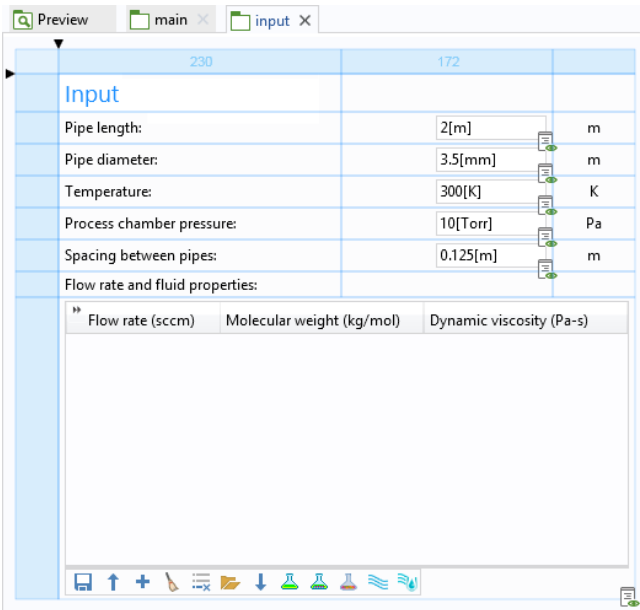 Preview main input
230 172
Input
Pipe length: 2[m] m
Pipe diameter: 3.5[mm] m
Temperature: 300[K] K
Process chamber pressure: 10[Torr] Pa
Spacing between pipes: 0.125[m] m
Flow rate and fluid properties:
Flow rate (sccm) Molecular weight (kg/mol) Dynamic viscosity (Pa-s)